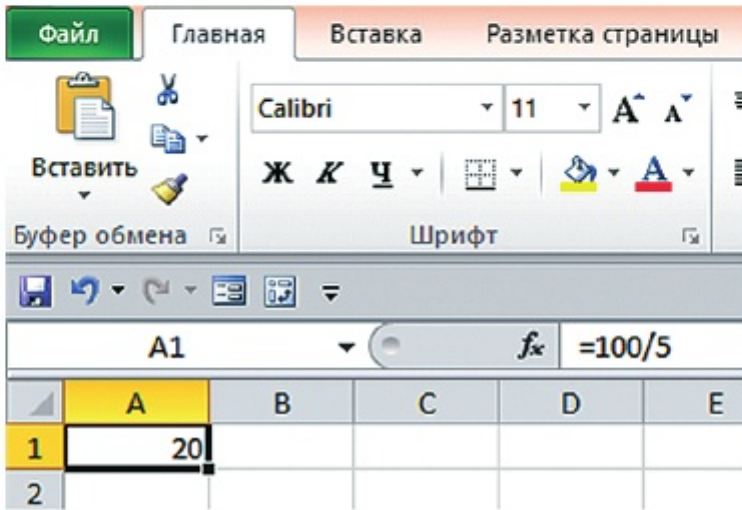 Файл Главная Вставка Разметка страницы
Calibri 11 А А
Вставить
Ж К Ч А
Буфер обмена Шрифт
A1 fx =100/5
A B C D E
1 20
2